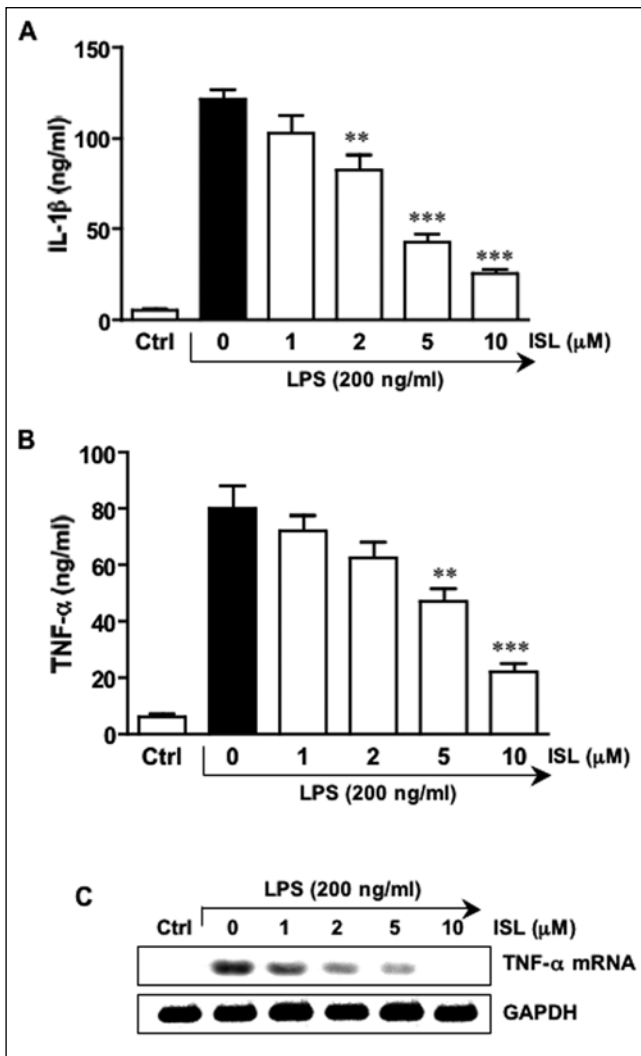 A
150
100
50
0
IL-1β (ng/ml)
**
***
***
Ctrl 0 1 2 5 10 ISL (μM)
LPS (200 ng/ml)
B
100
80
60
40
20
0
TNF-α (ng/ml)
**
***
Ctrl 0 1 2 5 10 ISL (μM)
LPS (200 ng/ml)
C
LPS (200 ng/ml)
Ctrl 0 1 2 5 10 ISL (μM)
TNF-α mRNA
GAPDH